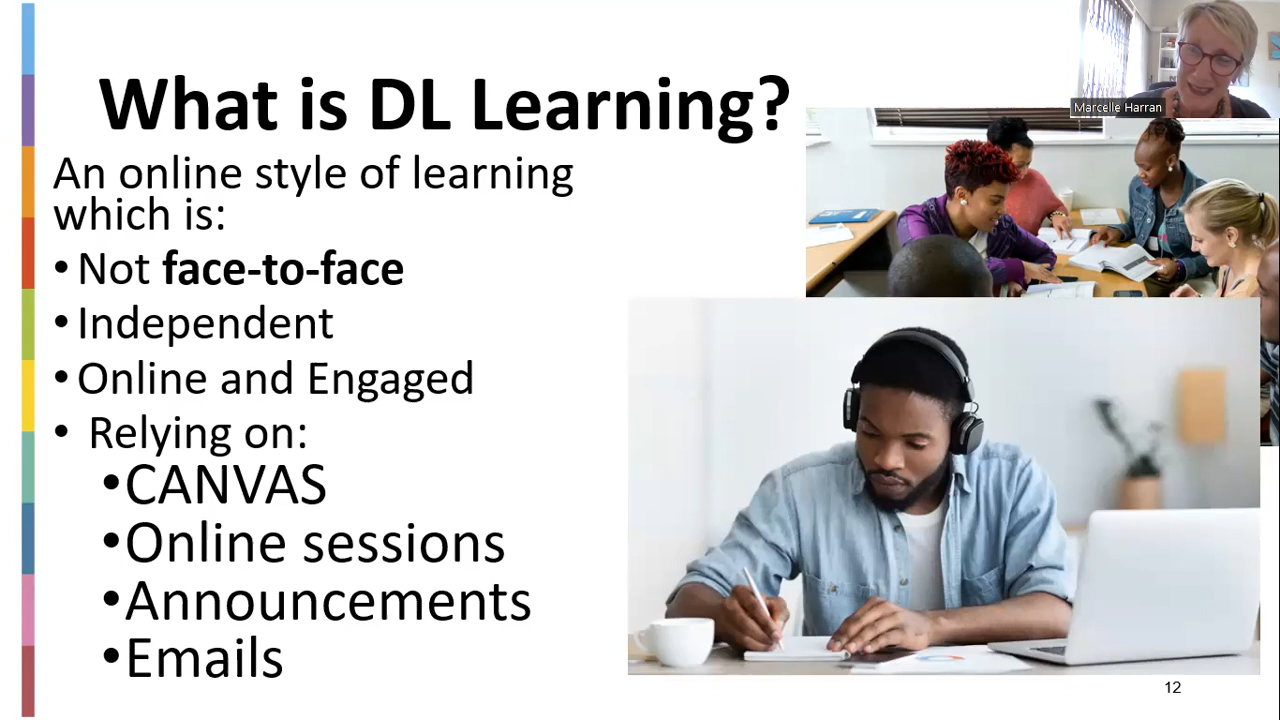 What is DL Learning?
Marcelle Harran
An online style of learning
which is:
• Not face-to-face
• Independent
• Online and Engaged
• Relying on:
• CANVAS
• Online sessions
• Announcements
• Emails
12